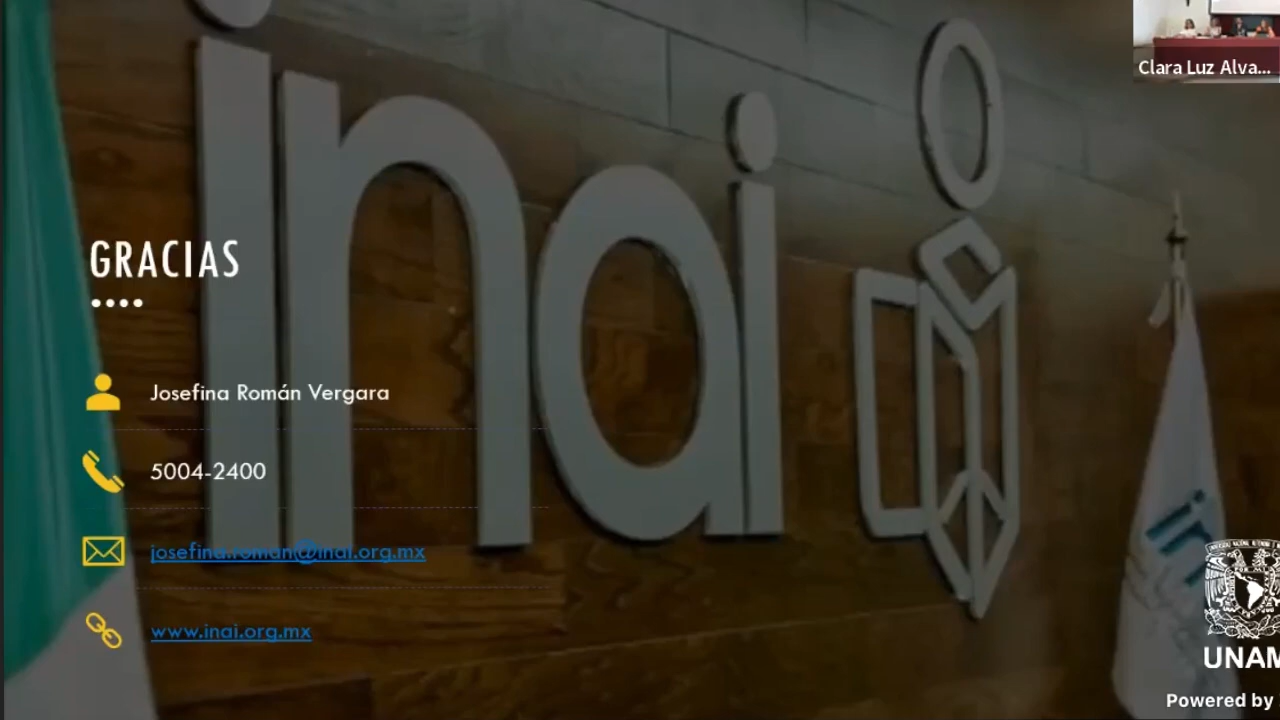 inai
Clara Luz Alva...
GRACIAS
Josefina Román Vergara
5004-2400
josefina.roman@inai.org.mx
www.inai.org.mx
UNAM
Powered by